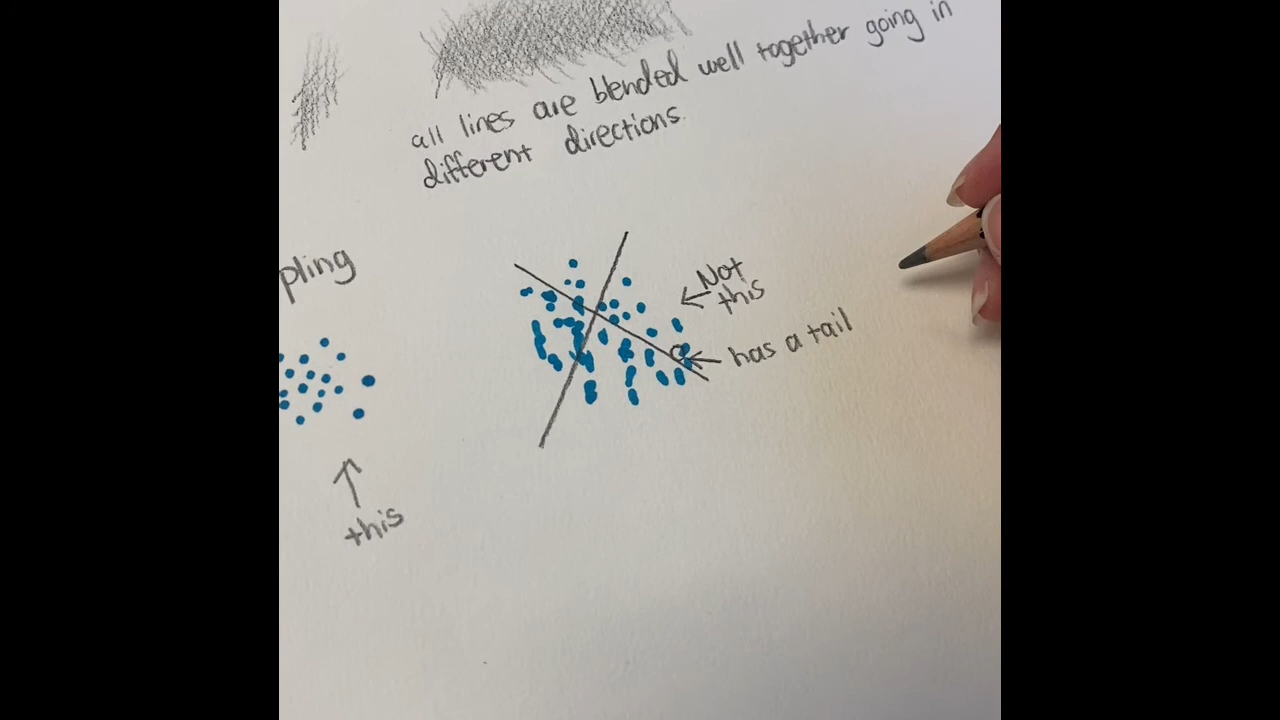 all lines are blended well together going in
different directions.
pling
Not
this
has a tail
this